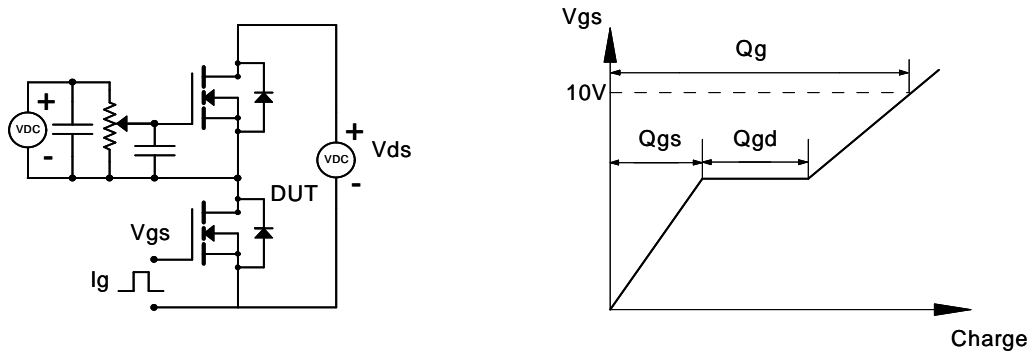 +
VDC
-
+
VDC
-
Vds
DUT
Vgs
Ig
Vgs
Qg
10V
Qgs
Qgd
Charge